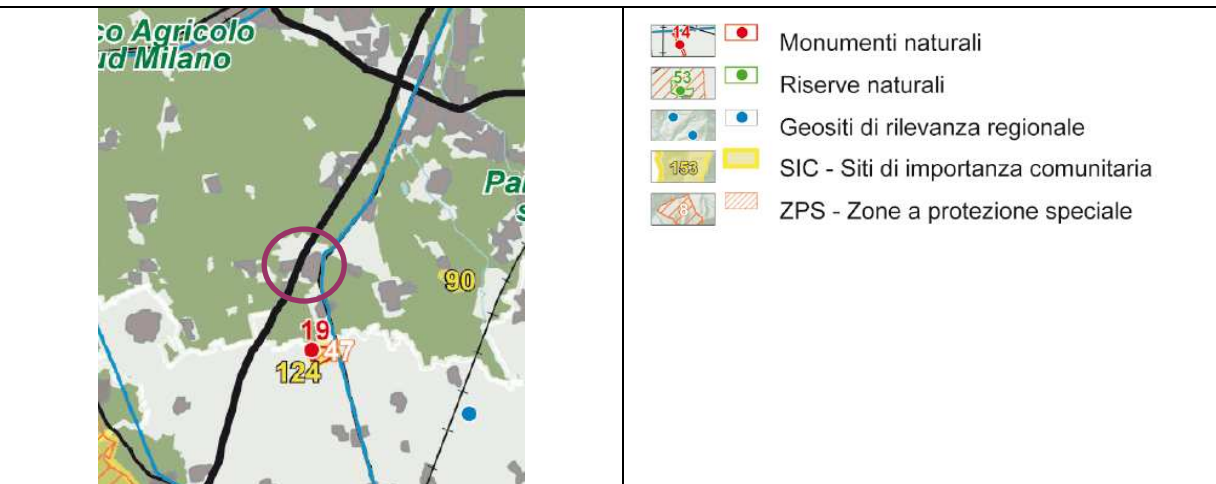 co Agricolo
ud Milano
Pa
s
90
19
47
124
14
Monumenti naturali
53
Riserve naturali
Geositi di rilevanza regionale
153
SIC - Siti di importanza comunitaria
8
ZPS - Zone a protezione speciale